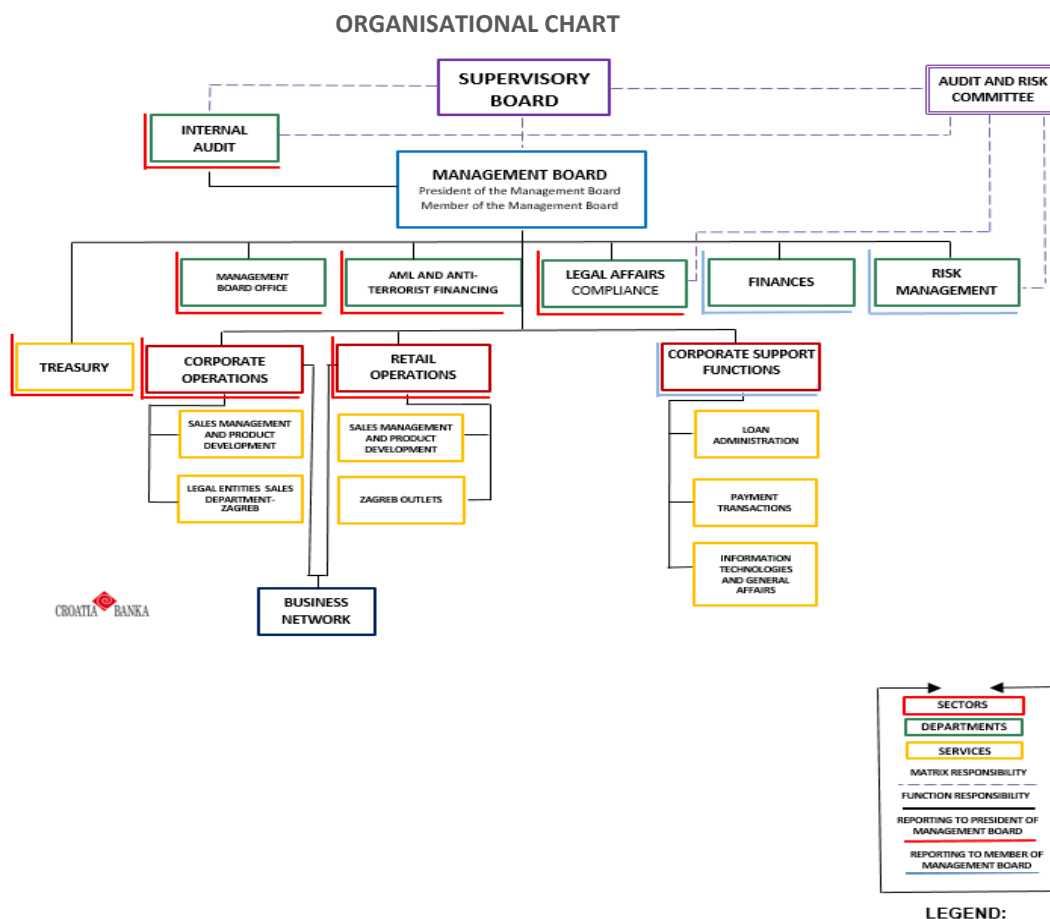 ORGANISATIONAL CHART
SUPERVISORY
BOARD
AUDIT AND RISK
COMMITTEE
INTERNAL
AUDIT
MANAGEMENT BOARD
President of the Management Board
Member of the Management Board
MANAGEMENT
BOARD OFFICE
AML AND ANTI-
TERRORIST FINANCING
LEGAL AFFAIRS
COMPLIANCE
FINANCES
RISK
MANAGEMENT
TREASURY
CORPORATE
OPERATIONS
RETAIL
OPERATIONS
CORPORATE SUPPORT
FUNCTIONS
SALES MANAGEMENT
AND PRODUCT
DEVELOPMENT
SALES MANAGEMENT
AND PRODUCT
DEVELOPMENT
LOAN
ADMINISTRATION
LEGAL ENTITIES SALES
DEPARTMENT-
ZAGREB
ZAGREB OUTLETS
PAYMENT
TRANSACTIONS
INFORMATION
TECHNOLOGIES
AND GENERAL
AFFAIRS
CROATIA BANKA
BUSINESS
NETWORK
SECTORS
DEPARTMENTS
SERVICES
MATRIX RESPONSIBILITY
FUNCTION RESPONSIBILITY
REPORTING TO PRESIDENT OF
MANAGEMENT BOARD
REPORTING TO MEMBER OF
MANAGEMENT BOARD
LEGEND: